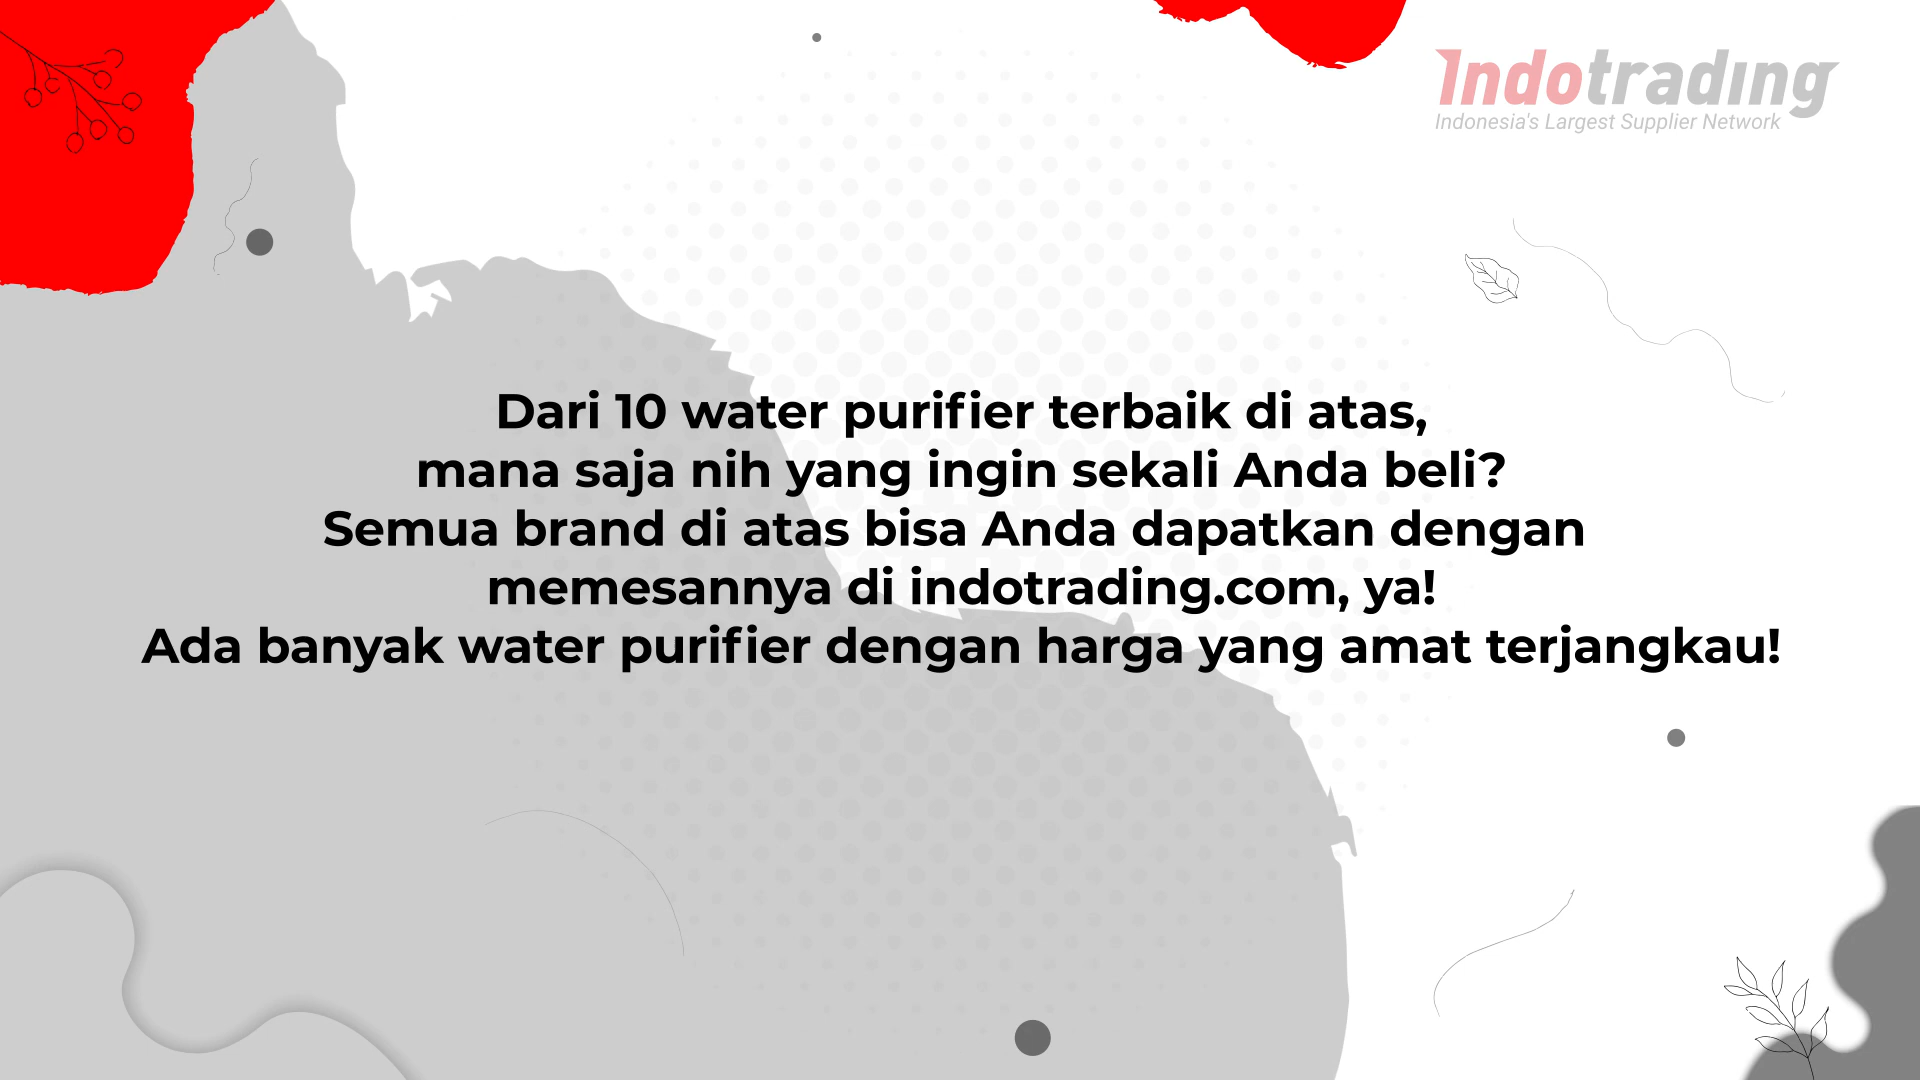 Indotrading
Indonesia's Largest Supplier Network
Dari 10 water purifier terbaik di atas,
mana saja nih yang ingin sekali Anda beli?
Semua brand di atas bisa Anda dapatkan dengan
memesannya di indotrading.com, ya!
Ada banyak water purifier dengan harga yang amat terjangkau!